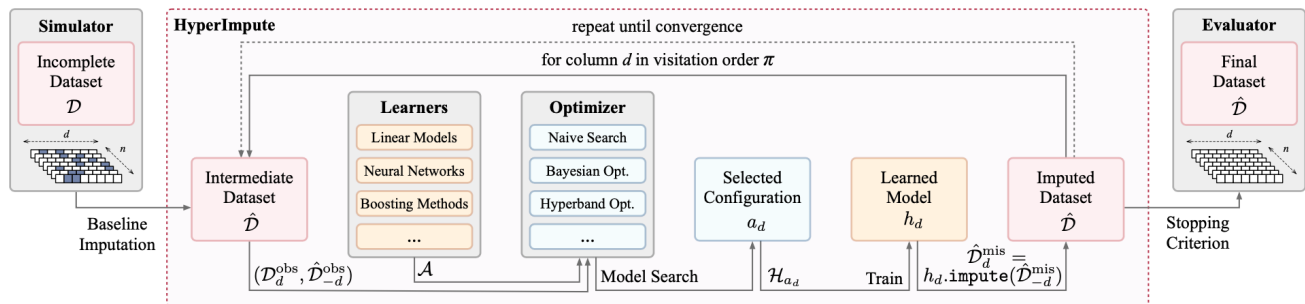 Simulator
Incomplete
Dataset
𝒟
d
n
Baseline
Imputation
HyperImpute
repeat until convergence
for column d in visitation order π
Intermediate
Dataset
𝒟̂
(𝒟_d^obs, 𝒟̂_{-d}^obs)
Learners
Linear Models
Neural Networks
Boosting Methods
...
𝒜
Optimizer
Naive Search
Bayesian Opt.
Hyperband Opt.
...
Model Search
Selected
Configuration
a_d
ℋ_{a_d}
Train
Learned
Model
h_d
𝒟̂_d^mis =
h_d.impute(𝒟̂_{-d}^mis)
Imputed
Dataset
𝒟̂
Stopping
Criterion
Evaluator
Final
Dataset
𝒟̂
d
n